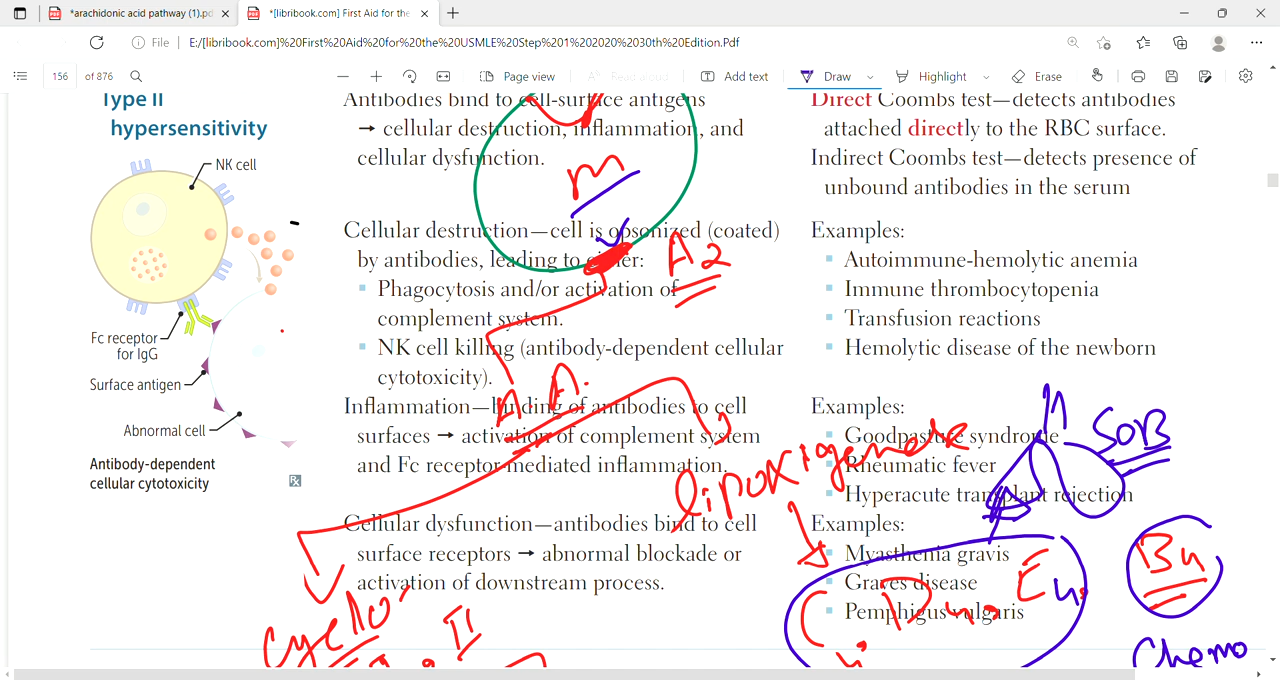 *arachidonic acid pathway (1).pd
*[libribook.com] First Aid for the
File
E:/[libribook.com]%20First%20Aid%20for%20the%20USMLE%20Step%201%202020%2030th%20Edition.Pdf
156 of 876
Page view
Read aloud
Add text
Draw
Highlight
Erase
Type II
hypersensitivity
NK cell
Fc receptor
for IgG
Surface antigen
Abnormal cell
Antibody-dependent
cellular cytotoxicity
Rx
Antibodies bind to cell-surface antigens
→ cellular destruction, inflammation, and
cellular dysfunction.
Cellular destruction—cell is opsonized (coated)
by antibodies, leading to either:
Phagocytosis and/or activation of
complement system.
NK cell killing (antibody-dependent cellular
cytotoxicity).
Inflammation—binding of antibodies to cell
surfaces → activation of complement system
and Fc receptor-mediated inflammation.
Cellular dysfunction—antibodies bind to cell
surface receptors → abnormal blockade or
activation of downstream process.
Direct Coombs test—detects antibodies
attached directly to the RBC surface.
Indirect Coombs test—detects presence of
unbound antibodies in the serum
Examples:
Autoimmune-hemolytic anemia
Immune thrombocytopenia
Transfusion reactions
Hemolytic disease of the newborn
Examples:
Goodpasture syndrome
Rheumatic fever
Hyperacute transplant rejection
Examples:
Myasthenia gravis
Graves disease
Pemphigus vulgaris
m
A2
A.A.
lipoxigenase
SOB
B4
C4, D4, E4
Cyclo
II
Chemo